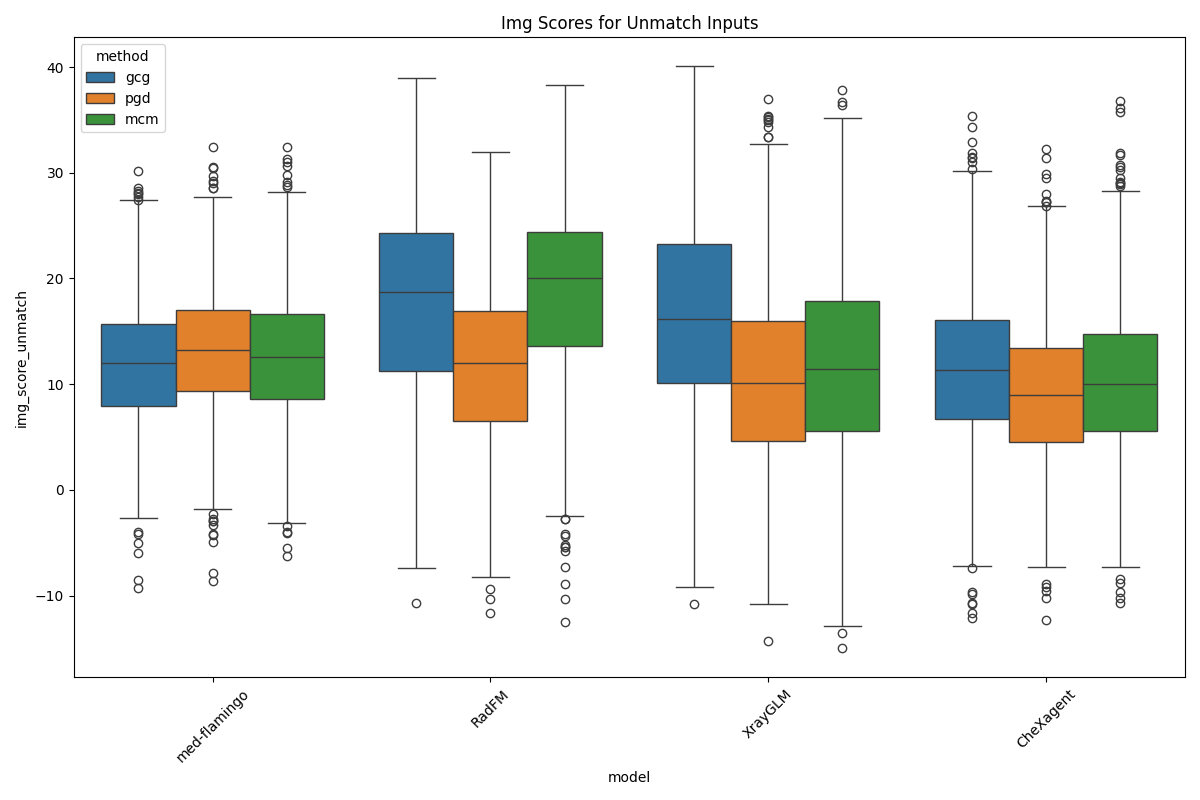 Img Scores for Unmatch Inputs
method
gcg
pgd
mcm
img_score_unmatch
40
30
20
10
0
−10
med-flamingo
RadFM
XrayGLM
CheXagent
model